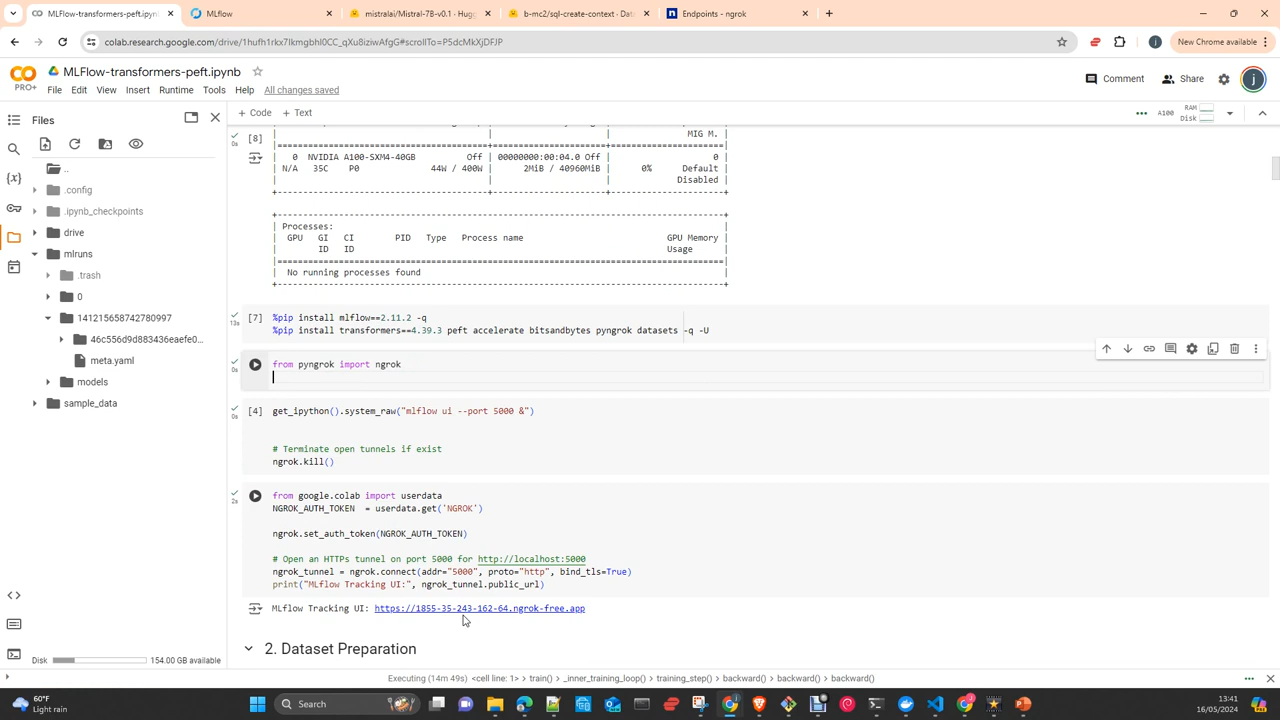 MLFlow-transformers-peft.ipynb
MLflow
mistralai/Mistral-7B-v0.1 · Hugg
b-mc2/sql-create-context · Dat
Endpoints - ngrok
colab.research.google.com/drive/1hufh1rkx7IkmgbhI0CC_qXu8iziwAfgG#scrollTo=P5dcMkXjDFJP
New Chrome available
PRO+
MLFlow-transformers-peft.ipynb
File Edit View Insert Runtime Tools Help All changes saved
Comment
Share
j
Files
+ Code + Text
A100
RAM
Disk
..
.config
.ipynb_checkpoints
drive
mlruns
.trash
0
141215658742780997
46c556d9d883436eaefe0...
meta.yaml
models
sample_data
Disk
154.00 GB available
MIG M.
[8]
0s
0 NVIDIA A100-SXM4-40GB Off | 00000000:00:04.0 Off | 0
N/A 35C P0 44W / 400W | 2MiB / 40960MiB | 0% Default
Disabled
Processes:
GPU GI CI PID Type Process name GPU Memory
ID ID Usage
No running processes found
[7]
13s
%pip install mlflow==2.11.2 -q
%pip install transformers==4.39.3 peft accelerate bitsandbytes pyngrok datasets -q -U
0s
from pyngrok import ngrok
[4]
0s
get_ipython().system_raw("mlflow ui --port 5000 &")
# Terminate open tunnels if exist
ngrok.kill()
2s
from google.colab import userdata
NGROK_AUTH_TOKEN = userdata.get('NGROK')
ngrok.set_auth_token(NGROK_AUTH_TOKEN)
# Open an HTTPs tunnel on port 5000 for http://localhost:5000
ngrok_tunnel = ngrok.connect(addr="5000", proto="http", bind_tls=True)
print("MLflow Tracking UI:", ngrok_tunnel.public_url)
MLflow Tracking UI: https://1855-35-243-162-64.ngrok-free.app
2. Dataset Preparation
Executing (14m 49s) <cell line: 1> > train() > _inner_training_loop() > training_step() > backward() > backward() > backward()
60°F
Light rain
Search
13:41
16/05/2024